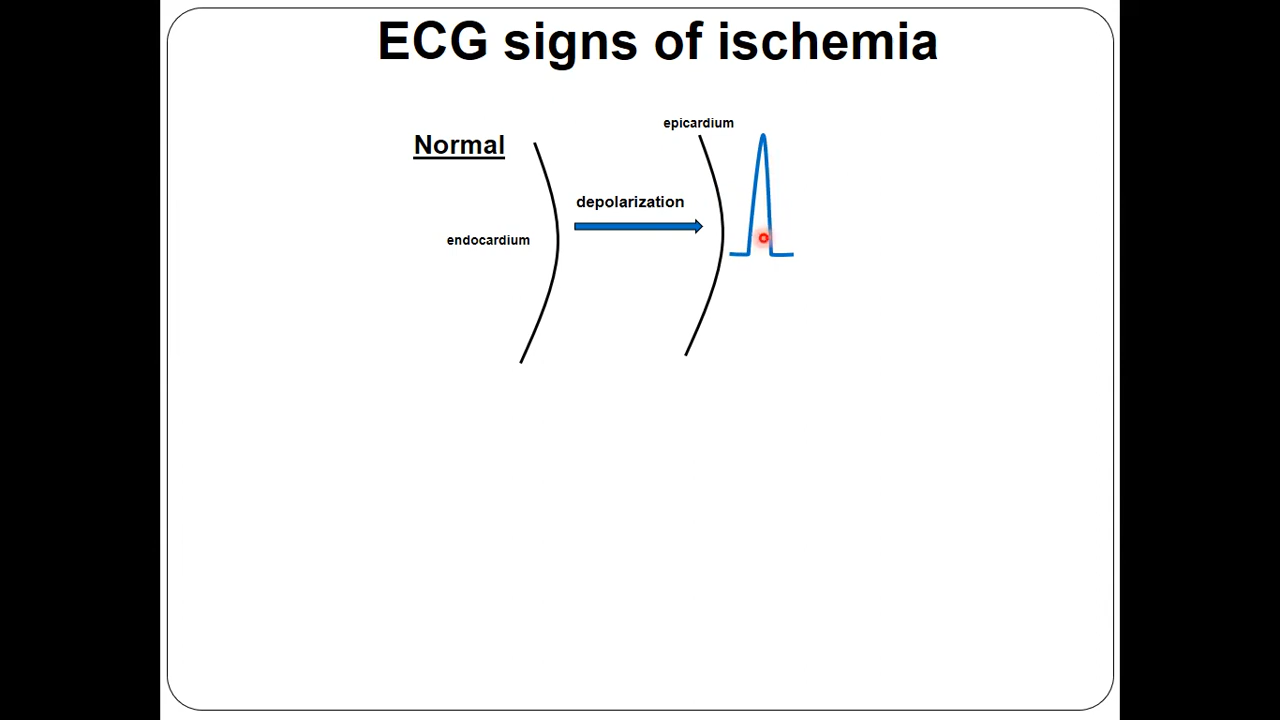 ECG signs of ischemia
epicardium
Normal
depolarization
endocardium